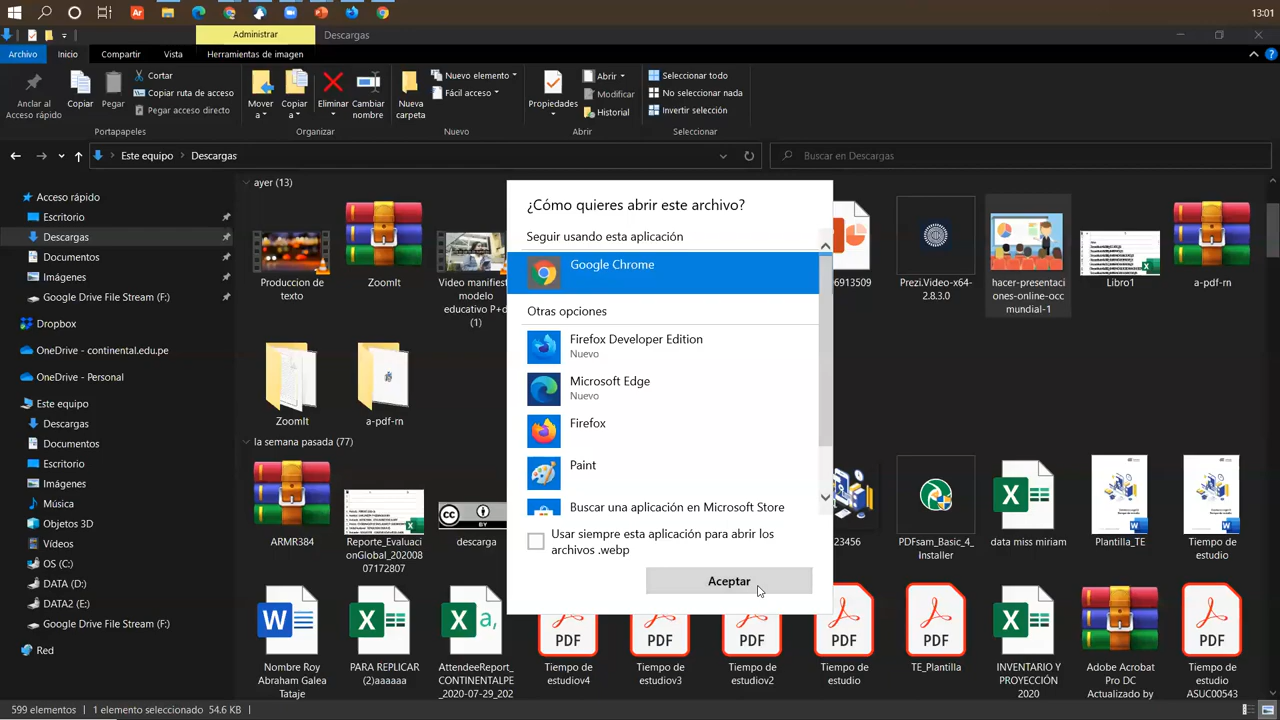 13:01
Administrar
Descargas
Archivo
Inicio
Compartir
Vista
Herramientas de imagen
Anclar al
Acceso rápido
Copiar
Pegar
Cortar
Copiar ruta de acceso
Pegar acceso directo
Portapapeles
Mover
a
Copiar
a
Eliminar
Cambiar
nombre
Organizar
Nueva
carpeta
Nuevo elemento
Fácil acceso
Nuevo
Propiedades
Abrir
Modificar
Historial
Abrir
Seleccionar todo
No seleccionar nada
Invertir selección
Seleccionar
Este equipo
Descargas
Buscar en Descargas
Acceso rápido
Escritorio
Descargas
Documentos
Imágenes
Google Drive File Stream (F:)
Dropbox
OneDrive - continental.edu.pe
OneDrive - Personal
Este equipo
Descargas
Documentos
Escritorio
Imágenes
Música
Objetos 3D
Vídeos
OS (C:)
DATA (D:)
DATA2 (E:)
Google Drive File Stream (F:)
Red
ayer (13)
Produccion de
texto
ZoomIt
Video manifiest
modelo
educativo P+d
(1)
6913509
Prezi.Video-x64-
2.8.3.0
hacer-presentaci
ones-online-occ
mundial-1
Libro1
a-pdf-rn
ZoomIt
a-pdf-rn
la semana pasada (77)
ARMR384
Reporte_Evaluaci
onGlobal_202008
07172807
descarga
23456
PDFsam_Basic_4_
Installer
data miss miriam
Plantilla_TE
Tiempo de
estudio
Nombre Roy
Abraham Galea
Tataje
PARA REPLICAR
(2)aaaaaa
AttendeeReport_
CONTINENTALPE
_2020-07-29_202
PDF
Tiempo de
estudiov4
PDF
Tiempo de
estudiov3
PDF
Tiempo de
estudiov2
PDF
Tiempo de
estudio
PDF
TE_Plantilla
INVENTARIO Y
PROYECCIÓN
2020
Adobe Acrobat
Pro DC
Actualizado by
PDF
Tiempo de
estudio
ASUC00543
¿Cómo quieres abrir este archivo?
Seguir usando esta aplicación
Google Chrome
Otras opciones
Firefox Developer Edition
Nuevo
Microsoft Edge
Nuevo
Firefox
Paint
Buscar una aplicación en Microsoft Store
Usar siempre esta aplicación para abrir los
archivos .webp
Aceptar
599 elementos
1 elemento seleccionado 54.6 KB